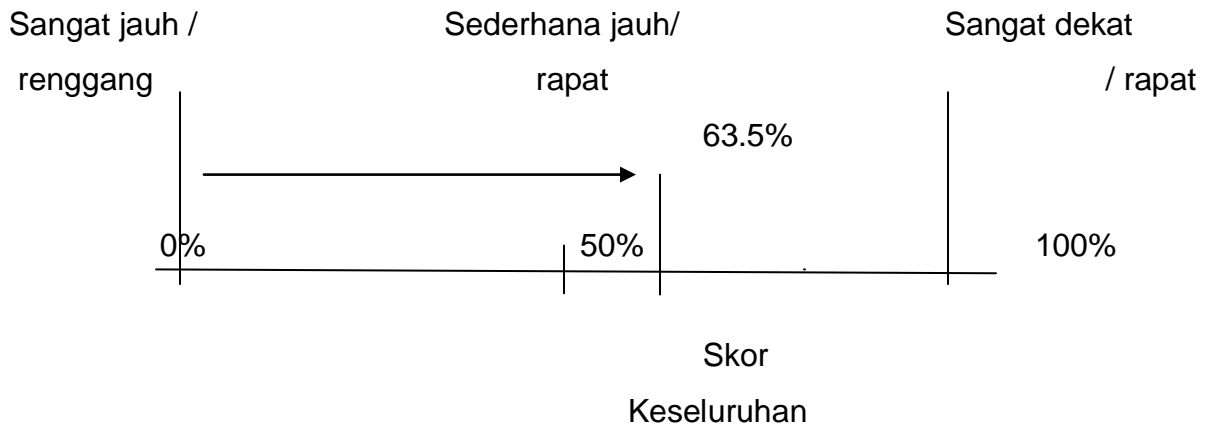 Sangat jauh / Sederhana jauh/ Sangat dekat
renggang rapat / rapat
63.5%
0% 50% 100%
Skor
Keseluruhan